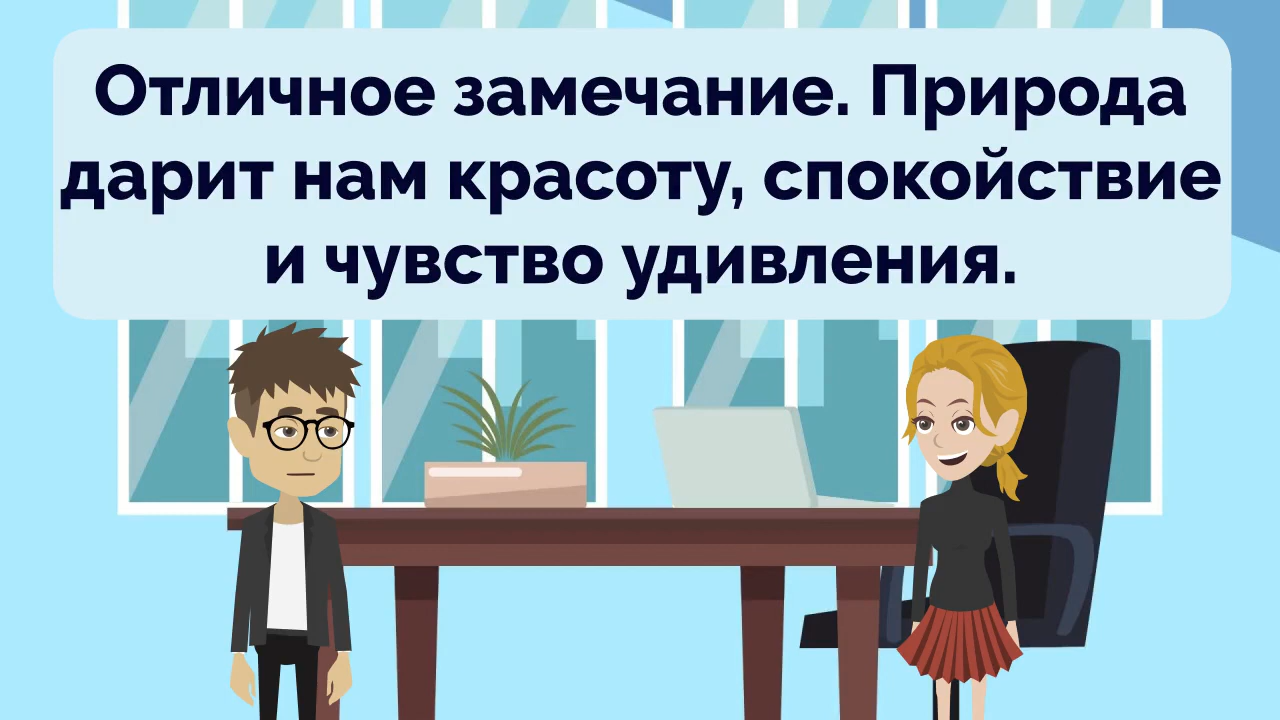 Отличное замечание. Природа
дарит нам красоту, спокойствие
и чувство удивления.